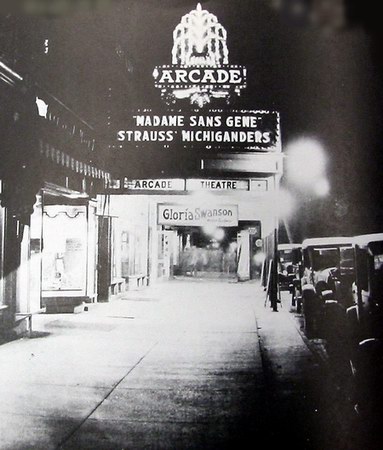 ARCADE
"MADAME SANS GENE"
STRAUSS' MICHIGANDERS
ARCADE THEATRE
Gloria Swanson